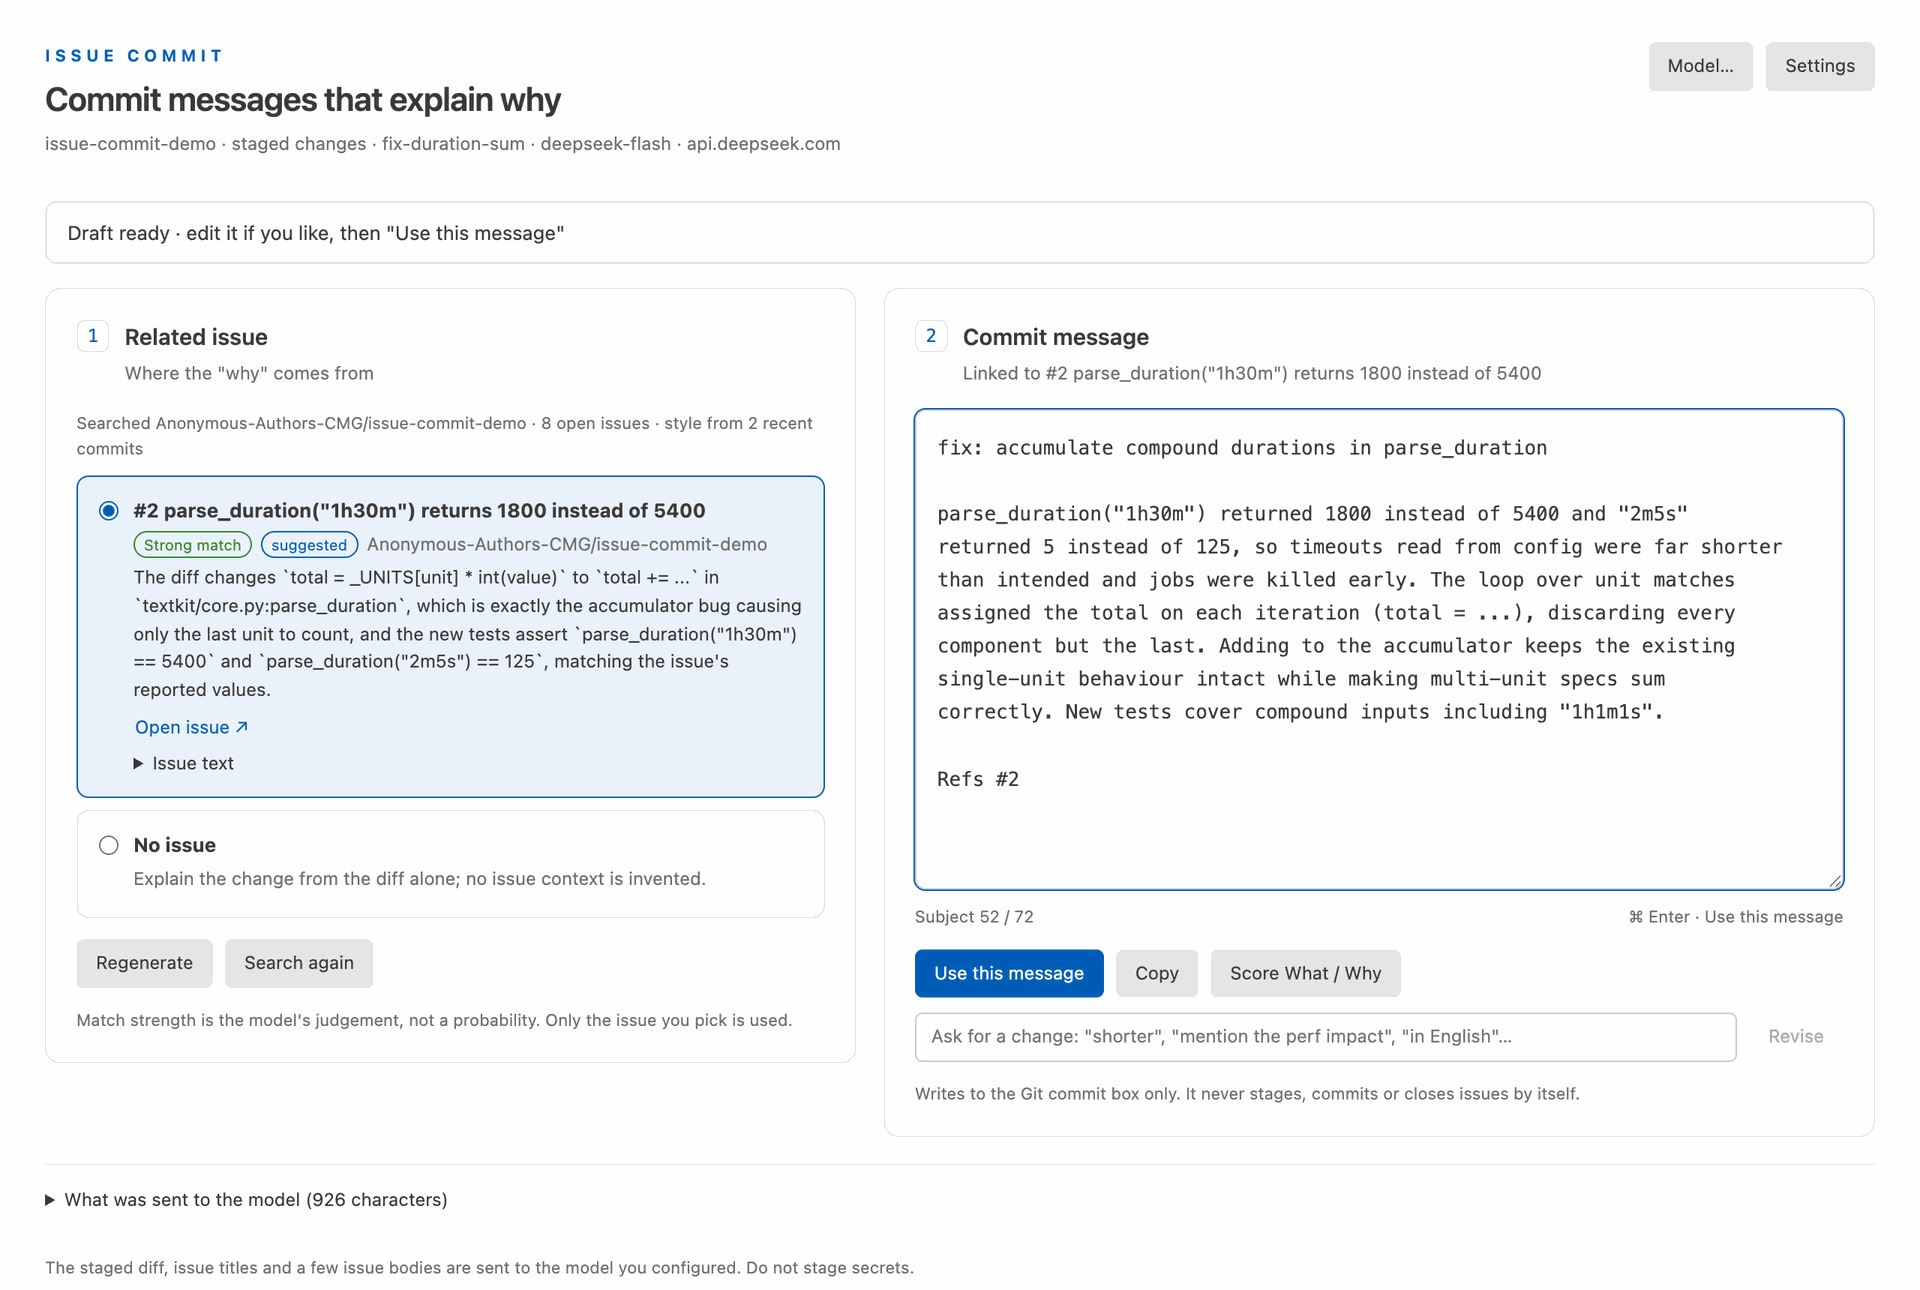 ISSUE COMMIT
Commit messages that explain why
issue-commit-demo · staged changes · fix-duration-sum · deepseek-flash · api.deepseek.com
Model...
Settings
Draft ready · edit it if you like, then "Use this message"
1
Related issue
Where the "why" comes from
Searched Anonymous-Authors-CMG/issue-commit-demo · 8 open issues · style from 2 recent
commits
#2 parse_duration("1h30m") returns 1800 instead of 5400
Strong match
suggested
Anonymous-Authors-CMG/issue-commit-demo
The diff changes `total = _UNITS[unit] * int(value)` to `total += ...` in
`textkit/core.py:parse_duration`, which is exactly the accumulator bug causing
only the last unit to count, and the new tests assert `parse_duration("1h30m")
== 5400` and `parse_duration("2m5s") == 125`, matching the issue's
reported values.
Open issue ↗
▶ Issue text
No issue
Explain the change from the diff alone; no issue context is invented.
Regenerate
Search again
Match strength is the model's judgement, not a probability. Only the issue you pick is used.
2
Commit message
Linked to #2 parse_duration("1h30m") returns 1800 instead of 5400
fix: accumulate compound durations in parse_duration
parse_duration("1h30m") returned 1800 instead of 5400 and "2m5s"
returned 5 instead of 125, so timeouts read from config were far shorter
than intended and jobs were killed early. The loop over unit matches
assigned the total on each iteration (total = ...), discarding every
component but the last. Adding to the accumulator keeps the existing
single-unit behaviour intact while making multi-unit specs sum
correctly. New tests cover compound inputs including "1h1m1s".
Refs #2
Subject 52 / 72
⌘ Enter · Use this message
Use this message
Copy
Score What / Why
Ask for a change: "shorter", "mention the perf impact", "in English"...
Revise
Writes to the Git commit box only. It never stages, commits or closes issues by itself.
▶ What was sent to the model (926 characters)
The staged diff, issue titles and a few issue bodies are sent to the model you configured. Do not stage secrets.